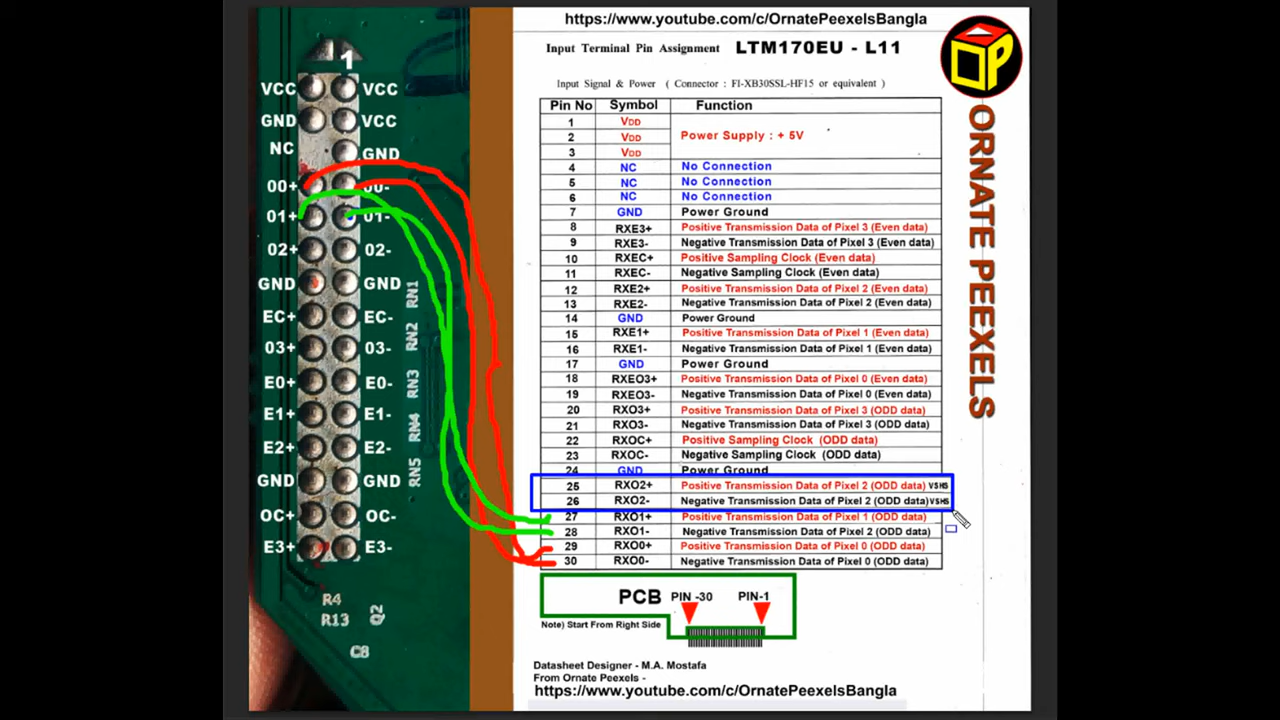 https://www.youtube.com/c/OrnatePeexelsBangla
Input Terminal Pin Assignment LTM170EU - L11
Input Signal & Power ( Connector : FI-XB30SSL-HF15 or equivalent )
OP
ORNATE PEEXELS
1
VCC VCC
GND VCC
NC GND
00+ 00-
01+ 01-
02+ 02-
GND GND
EC+ EC-
03+ 03-
E0+ E0-
E1+ E1-
E2+ E2-
GND GND
OC+ OC-
E3+ E3-
RN1
RN2
RN3
RN4
RN5
R4
R13
Q2
C8
Pin No Symbol Function
1 VDD
2 VDD Power Supply : + 5V
3 VDD
4 NC No Connection
5 NC No Connection
6 NC No Connection
7 GND Power Ground
8 RXE3+ Positive Transmission Data of Pixel 3 (Even data)
9 RXE3- Negative Transmission Data of Pixel 3 (Even data)
10 RXEC+ Positive Sampling Clock (Even data)
11 RXEC- Negative Sampling Clock (Even data)
12 RXE2+ Positive Transmission Data of Pixel 2 (Even data)
13 RXE2- Negative Transmission Data of Pixel 2 (Even data)
14 GND Power Ground
15 RXE1+ Positive Transmission Data of Pixel 1 (Even data)
16 RXE1- Negative Transmission Data of Pixel 1 (Even data)
17 GND Power Ground
18 RXEO3+ Positive Transmission Data of Pixel 0 (Even data)
19 RXEO3- Negative Transmission Data of Pixel 0 (Even data)
20 RXO3+ Positive Transmission Data of Pixel 3 (ODD data)
21 RXO3- Negative Transmission Data of Pixel 3 (ODD data)
22 RXOC+ Positive Sampling Clock (ODD data)
23 RXOC- Negative Sampling Clock (ODD data)
24 GND Power Ground
25 RXO2+ Positive Transmission Data of Pixel 2 (ODD data) VSHS
26 RXO2- Negative Transmission Data of Pixel 2 (ODD data) VSHS
27 RXO1+ Positive Transmission Data of Pixel 1 (ODD data)
28 RXO1- Negative Transmission Data of Pixel 2 (ODD data)
29 RXO0+ Positive Transmission Data of Pixel 0 (ODD data)
30 RXO0- Negative Transmission Data of Pixel 0 (ODD data)
PCB PIN -30 PIN-1
Note) Start From Right Side
Datasheet Designer - M.A. Mostafa
From Ornate Peexels -
https://www.youtube.com/c/OrnatePeexelsBangla